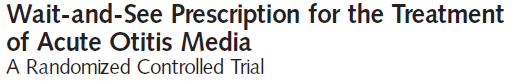 Wait-and-See Prescription for the Treatment
of Acute Otitis Media
A Randomized Controlled Trial